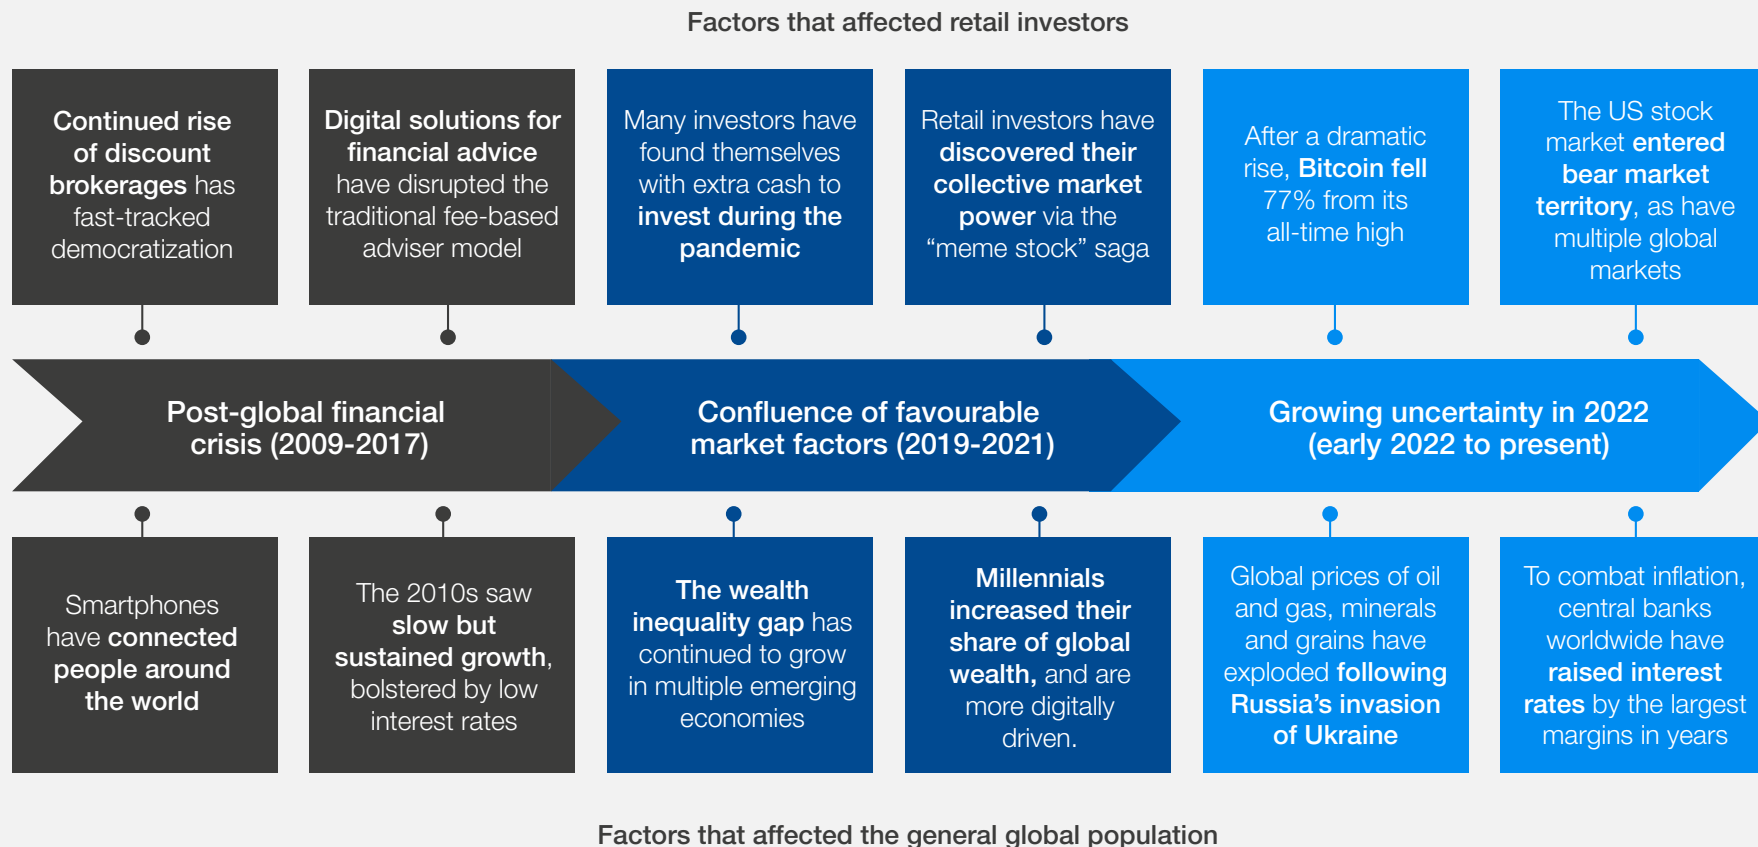 Factors that affected retail investors
Continued rise
of discount
brokerages has
fast-tracked
democratization
Digital solutions for
financial advice
have disrupted the
traditional fee-based
adviser model
Many investors have
found themselves
with extra cash to
invest during the
pandemic
Retail investors have
discovered their
collective market
power via the
“meme stock” saga
After a dramatic
rise, Bitcoin fell
77% from its
all-time high
The US stock
market entered
bear market
territory, as have
multiple global
markets
Post-global financial
crisis (2009-2017)
Confluence of favourable
market factors (2019-2021)
Growing uncertainty in 2022
(early 2022 to present)
Smartphones
have connected
people around
the world
The 2010s saw
slow but
sustained growth,
bolstered by low
interest rates
The wealth
inequality gap has
continued to grow
in multiple emerging
economies
Millennials
increased their
share of global
wealth, and are
more digitally
driven.
Global prices of oil
and gas, minerals
and grains have
exploded following
Russia’s invasion
of Ukraine
To combat inflation,
central banks
worldwide have
raised interest
rates by the largest
margins in years
Factors that affected the general global population